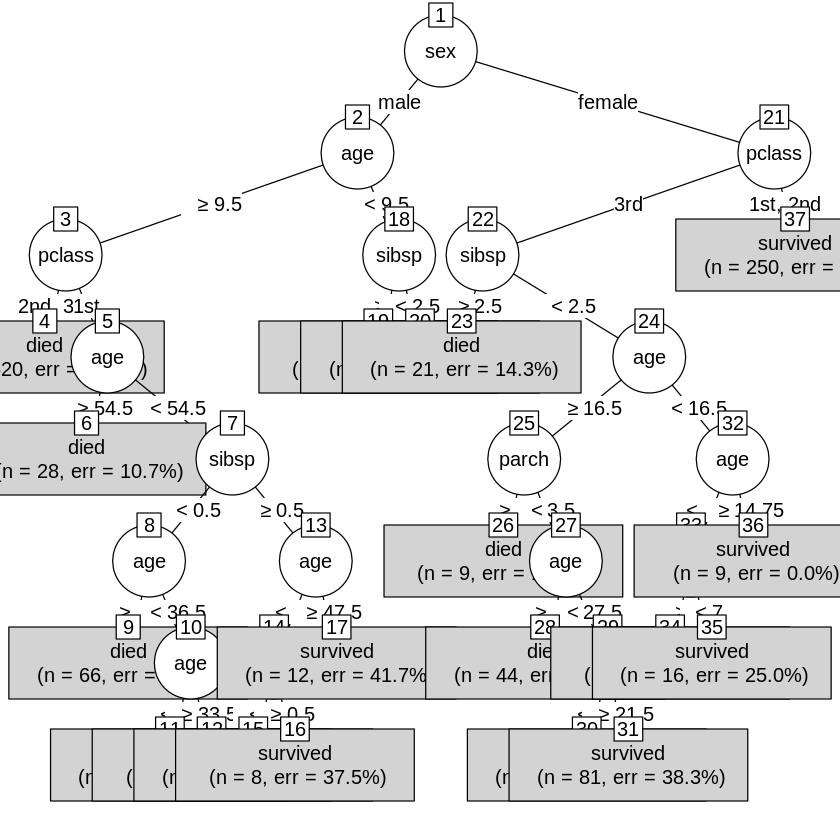 1
sex
male
female
2
age
21
pclass
≥ 9.5
< 9.5
3rd
1st, 2nd
3
pclass
18
sibsp
22
sibsp
37
survived
(n = 250, err =
2nd, 31st
< 2.5
≥ 2.5
< 2.5
4
died
20, err =
)
5
age
19
20
23
died
(n = 21, err = 14.3%)
24
age
≥ 54.5
< 54.5
≥ 16.5
< 16.5
6
died
(n = 28, err = 10.7%)
7
sibsp
25
parch
32
age
< 0.5
≥ 0.5
< 3.5
≥ 14.75
8
age
13
age
26
died
(n = 9, err =
27
age
33
36
survived
(n = 9, err = 0.0%)
< 36.5
≥ 47.5
< 27.5
< 7
9
died
(n = 66, err =
10
age
14
17
survived
(n = 12, err = 41.7%
28
die
(n = 44, err
29
34
35
survived
(n = 16, err = 25.0%)
≥ 33.5
≥ 0.5
≥ 21.5
11
12
15
16
survived
(n = 8, err = 37.5%)
30
31
survived
(n = 81, err = 38.3%)